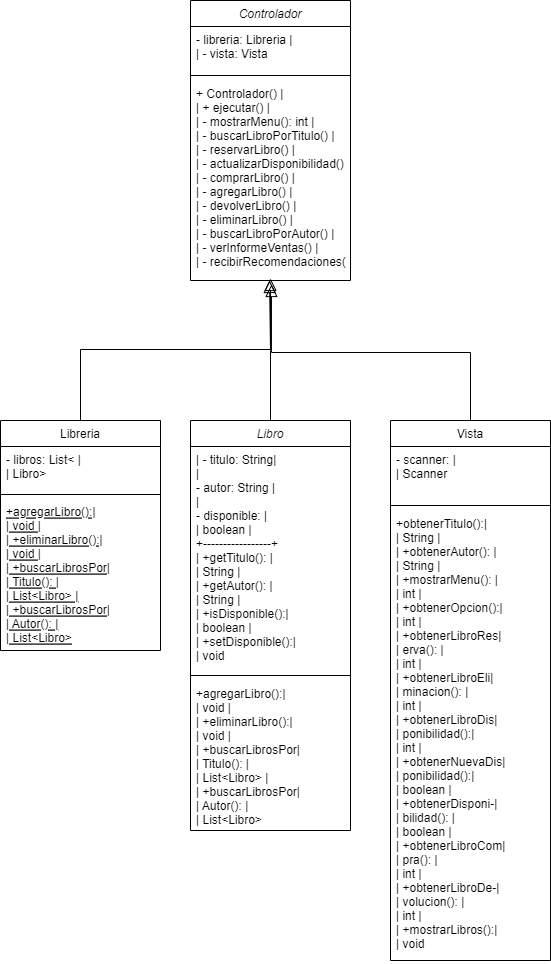 Controlador
- libreria: Libreria |
| - vista: Vista
+ Controlador() |
| + ejecutar() |
| - mostrarMenu(): int |
| - buscarLibroPorTitulo() |
| - reservarLibro() |
| - actualizarDisponibilidad()
| - comprarLibro() |
| - agregarLibro() |
| - devolverLibro() |
| - eliminarLibro() |
| - buscarLibroPorAutor() |
| - verInformeVentas() |
| - recibirRecomendaciones(
Libreria
- libros: List< |
| Libro>
+agregarLibro():|
| void |
| +eliminarLibro():|
| void |
| +buscarLibrosPor|
| Titulo(): |
| List<Libro> |
| +buscarLibrosPor|
| Autor(): |
| List<Libro>
Libro
| - titulo: String|
|
- autor: String |
|
- disponible: |
| boolean |
+-----------------+
| +getTitulo(): |
| String |
| +getAutor(): |
| String |
| +isDisponible():|
| boolean |
| +setDisponible():|
| void
+agregarLibro():|
| void |
| +eliminarLibro():|
| void |
| +buscarLibrosPor|
| Titulo(): |
| List<Libro> |
| +buscarLibrosPor|
| Autor(): |
| List<Libro>
Vista
- scanner: |
| Scanner
+obtenerTitulo():|
| String |
| +obtenerAutor(): |
| String |
| +mostrarMenu(): |
| int |
| +obtenerOpcion():|
| int |
| +obtenerLibroRes|
| erva(): |
| int |
| +obtenerLibroEli|
| minacion(): |
| int |
| +obtenerLibroDis|
| ponibilidad():|
| int |
| +obtenerNuevaDis|
| ponibilidad():|
| boolean |
| +obtenerDisponi-|
| bilidad(): |
| boolean |
| +obtenerLibroCom|
| pra(): |
| int |
| +obtenerLibroDe-|
| volucion(): |
| int |
| +mostrarLibros():|
| void